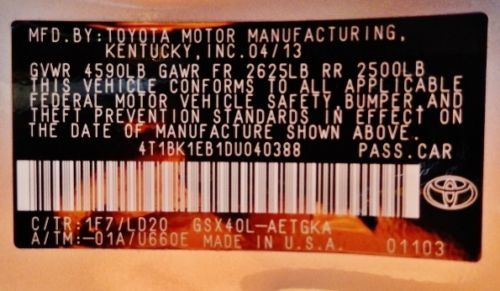 MFD.BY:TOYOTA MOTOR MANUFACTURING,
KENTUCKY,INC.04/13
GVWR 4590LB GAWR FR 2625LB RR 2500LB
THIS VEHICLE CONFORMS TO ALL APPLICABLE
FEDERAL MOTOR VEHICLE SAFETY,BUMPER,AND
THEFT PREVENTION STANDARDS IN EFFECT ON
THE DATE OF MANUFACTURE SHOWN ABOVE.
4T1BK1EB1DU040388 PASS.CAR
TOYOTA
C/TR:1F7/LD20 GSX40L-AETGKA
A/TM:-01A/U660E MADE IN U.S.A. 01103